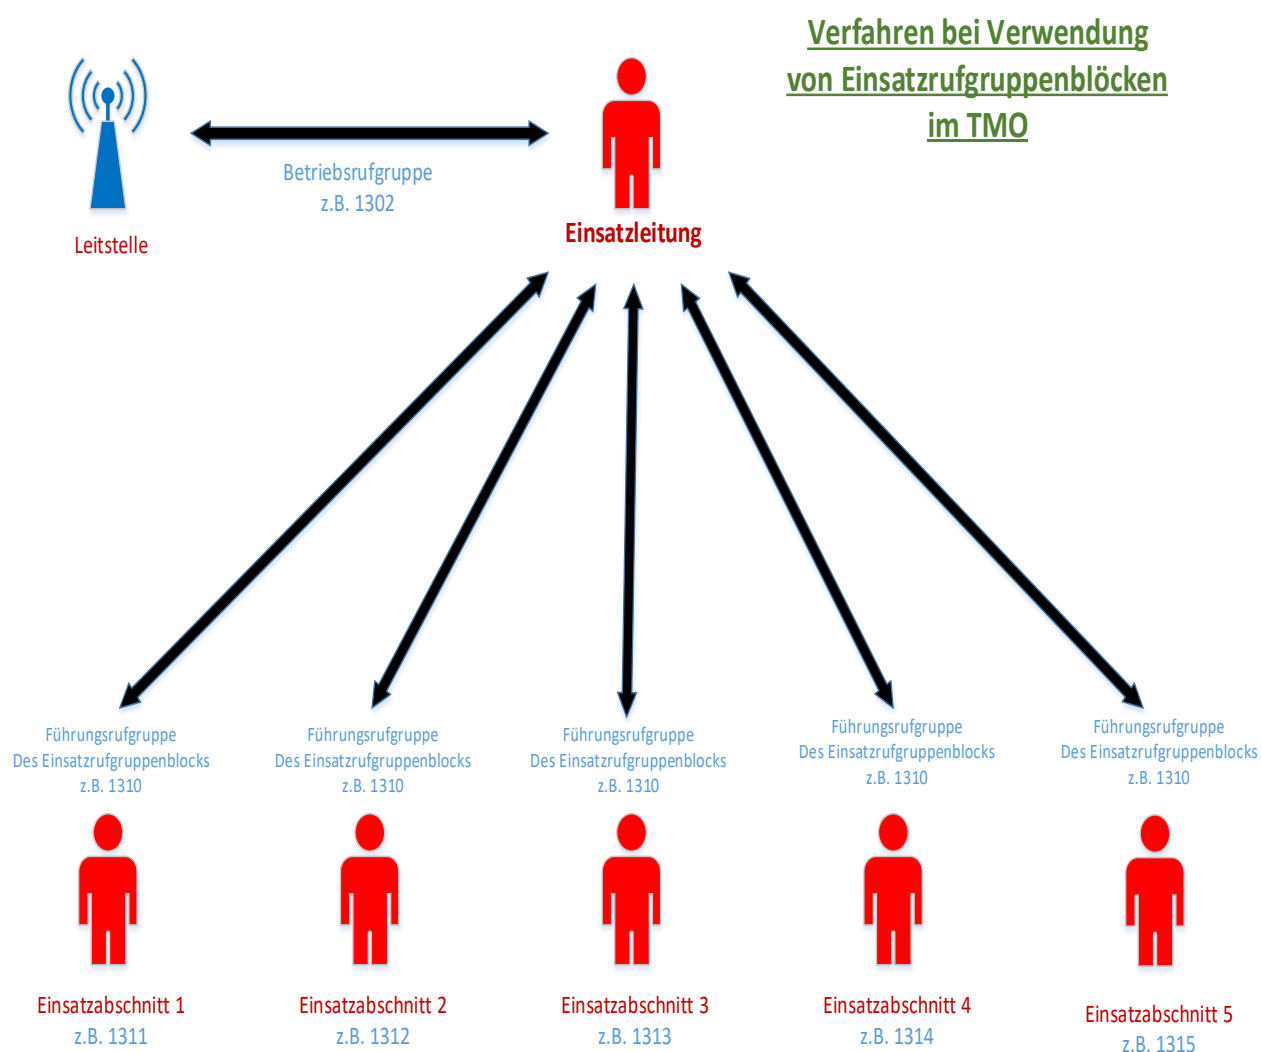 Verfahren bei Verwendung
von Einsatzrufgruppenblöcken
im TMO
Betriebsrufgruppe
z.B. 1302
Leitstelle
Einsatzleitung
Führungsrufgruppe
Des Einsatzrufgruppenblocks
z.B. 1310
Führungsrufgruppe
Des Einsatzrufgruppenblocks
z.B. 1310
Führungsrufgruppe
Des Einsatzrufgruppenblocks
z.B. 1310
Führungsrufgruppe
Des Einsatzrufgruppenblocks
z.B. 1310
Führungsrufgruppe
Des Einsatzrufgruppenblocks
z.B. 1310
Einsatzabschnitt 1
z.B. 1311
Einsatzabschnitt 2
z.B. 1312
Einsatzabschnitt 3
z.B. 1313
Einsatzabschnitt 4
z.B. 1314
Einsatzabschnitt 5
z.B. 1315